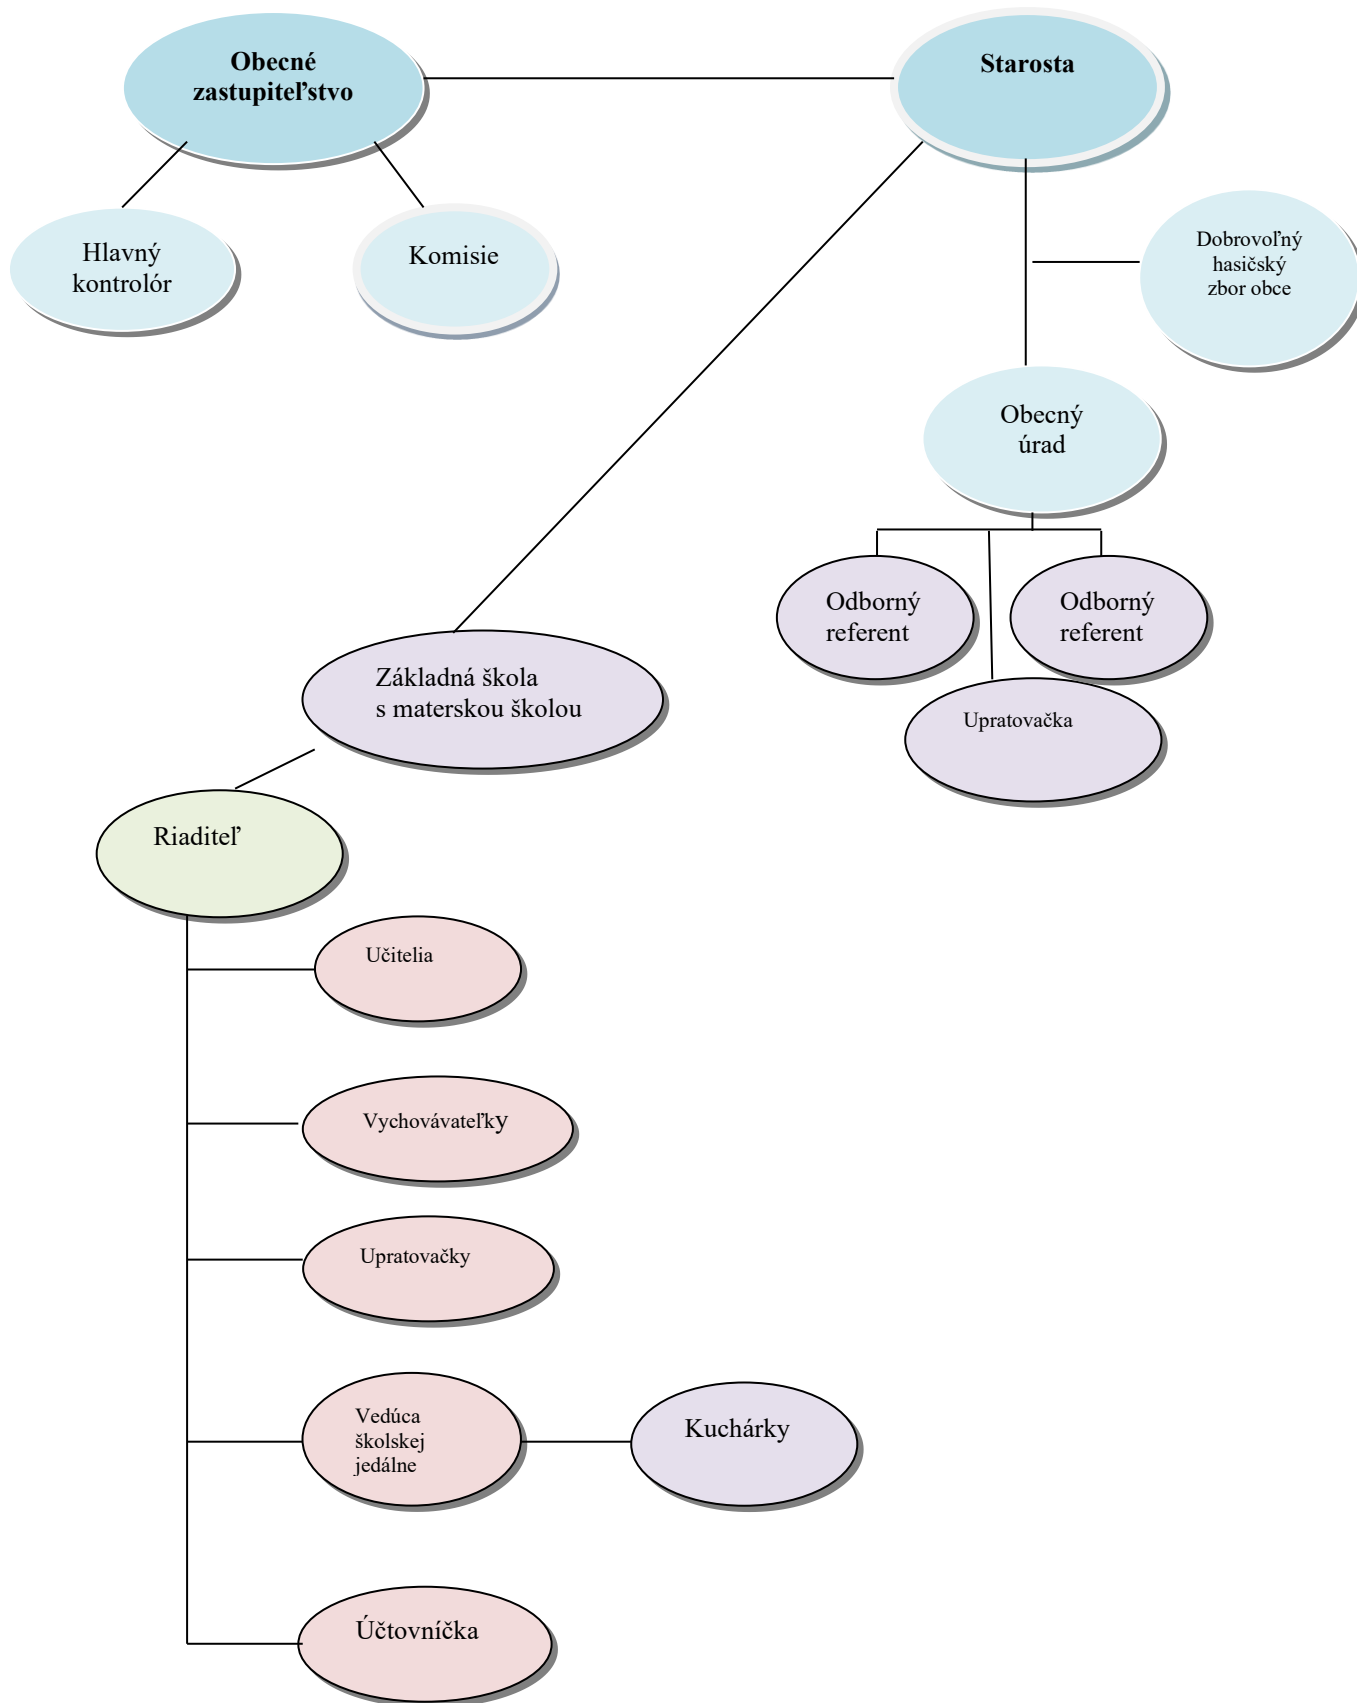 Obecné
zastupiteľstvo
Starosta
Hlavný
kontrolór
Komisie
Dobrovoľný
hasičský
zbor obce
Obecný
úrad
Odborný
referent
Odborný
referent
Upratovačka
Základná škola
s materskou školou
Riaditeľ
Učitelia
Vychovávateľky
Upratovačky
Vedúca
školskej
jedálne
Kuchárky
Účtovníčka